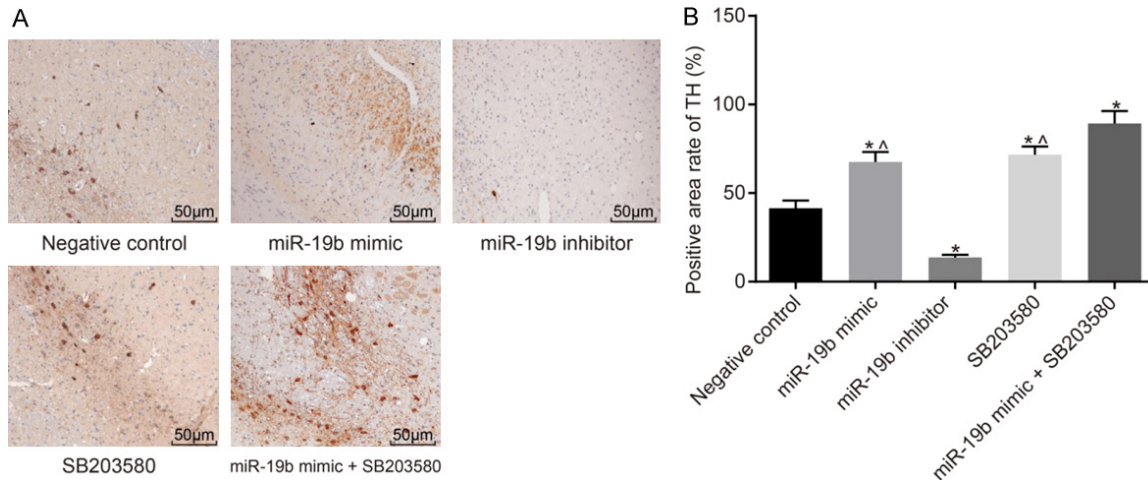 A
50μm
50μm
50μm
Negative control
miR-19b mimic
miR-19b inhibitor
50μm
50μm
SB203580
miR-19b mimic + SB203580
B
Positive area rate of TH (%)
150
100
50
0
* ^
*
* ^
*
Negative control
miR-19b mimic
miR-19b inhibitor
SB203580
miR-19b mimic + SB203580